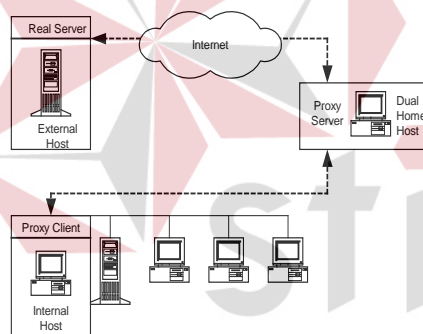 Real Server
Internet
External
Host
Proxy
Server
Dual
Home
Host
Proxy Client
Internal
Host